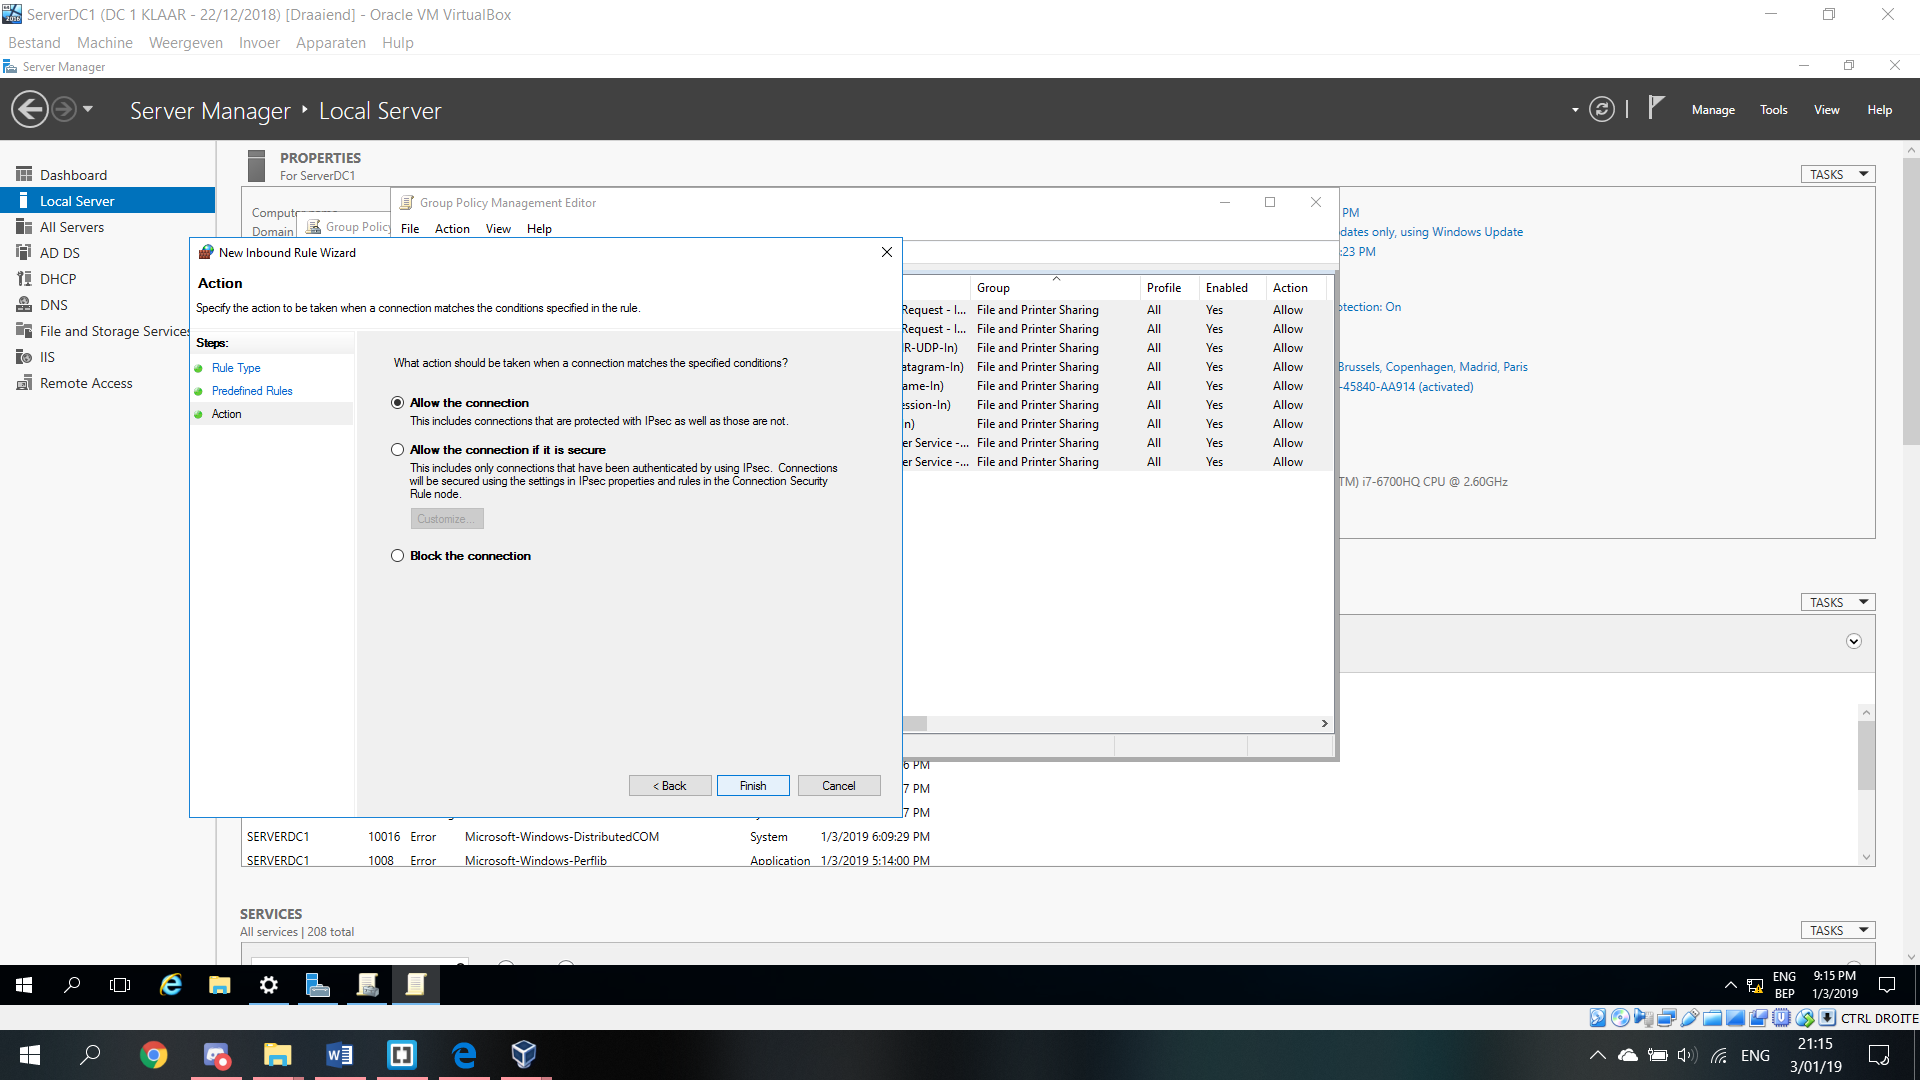 ServerDC1 (DC 1 KLAAR - 22/12/2018) [Draaiend] - Oracle VM VirtualBox
Bestand Machine Weergeven Invoer Apparaten Hulp
Server Manager
Server Manager Local Server
Manage Tools View Help
Dashboard
Local Server
All Servers
AD DS
DHCP
DNS
File and Storage Services
IIS
Remote Access
PROPERTIES
For ServerDC1
TASKS
Domain
Group Policy Management Editor
File Action View Help
PM
using Windows Update
:23 PM
On
Brussels, Copenhagen, Madrid, Paris
-45840-AA914 (activated)
i7-6700HQ CPU @ 2.60GHz
Group Profile Enabled Action
Request - I... File and Printer Sharing All Yes Allow
Request - I... File and Printer Sharing All Yes Allow
R-UDP-In) File and Printer Sharing All Yes Allow
atagram-In) File and Printer Sharing All Yes Allow
ame-In) File and Printer Sharing All Yes Allow
ession-In) File and Printer Sharing All Yes Allow
n) File and Printer Sharing All Yes Allow
er Service -... File and Printer Sharing All Yes Allow
er Service -... File and Printer Sharing All Yes Allow
New Inbound Rule Wizard
Action
Specify the action to be taken when a connection matches the conditions specified in the rule.
Steps:
Rule Type
Predefined Rules
Action
What action should be taken when a connection matches the specified conditions?
Allow the connection
This includes connections that are protected with IPsec as well as those are not.
Allow the connection if it is secure
This includes only connections that have been authenticated by using IPsec. Connections
will be secured using the settings in IPsec properties and rules in the Connection Security
Rule node.
Customize...
Block the connection
< Back Finish Cancel
TASKS
6 PM
7 PM
7 PM
SERVERDC1 10016 Error Microsoft-Windows-DistributedCOM System 1/3/2019 6:09:29 PM
SERVERDC1 1008 Error Microsoft-Windows-Perflib Application 1/3/2019 5:14:00 PM
SERVICES
All services | 208 total
TASKS
ENG
BEP
9:15 PM
1/3/2019
CTRL DROITE
ENG
21:15
3/01/19